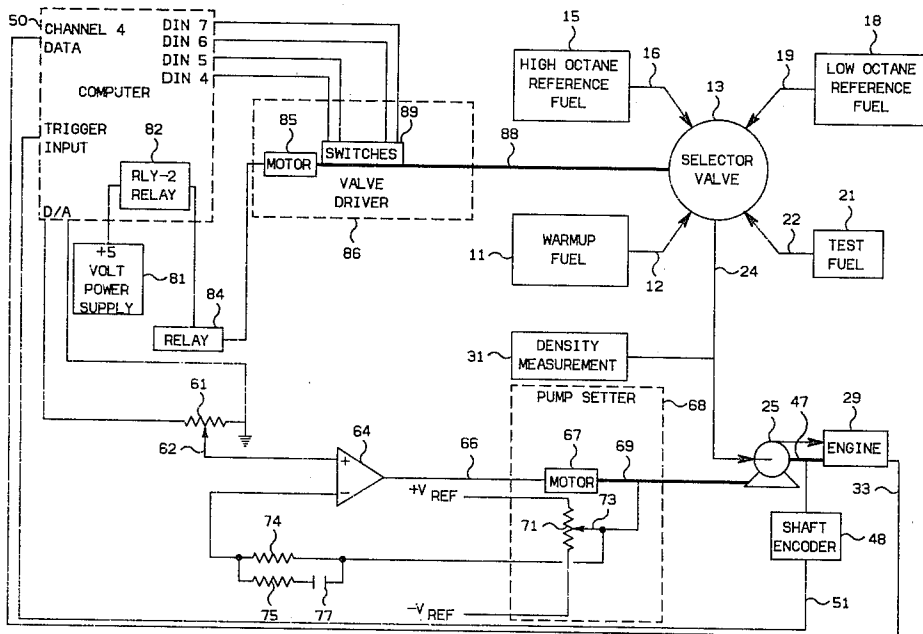 50
CHANNEL 4
DATA
DIN 7
DIN 6
DIN 5
DIN 4
COMPUTER
TRIGGER
INPUT
82
RLY-2
RELAY
D/A
+5
VOLT
POWER
SUPPLY
81
84
RELAY
85
MOTOR
89
SWITCHES
VALVE
DRIVER
86
88
15
HIGH OCTANE
REFERENCE
FUEL
16
13
SELECTOR
VALVE
19
18
LOW OCTANE
REFERENCE
FUEL
11
WARMUP
FUEL
12
22
21
TEST
FUEL
24
31
DENSITY
MEASUREMENT
61
62
64
+
−
66
PUMP SETTER
68
67
MOTOR
69
+V REF
71
73
−V REF
74
75
77
25
47
29
ENGINE
33
SHAFT
ENCODER
48
51